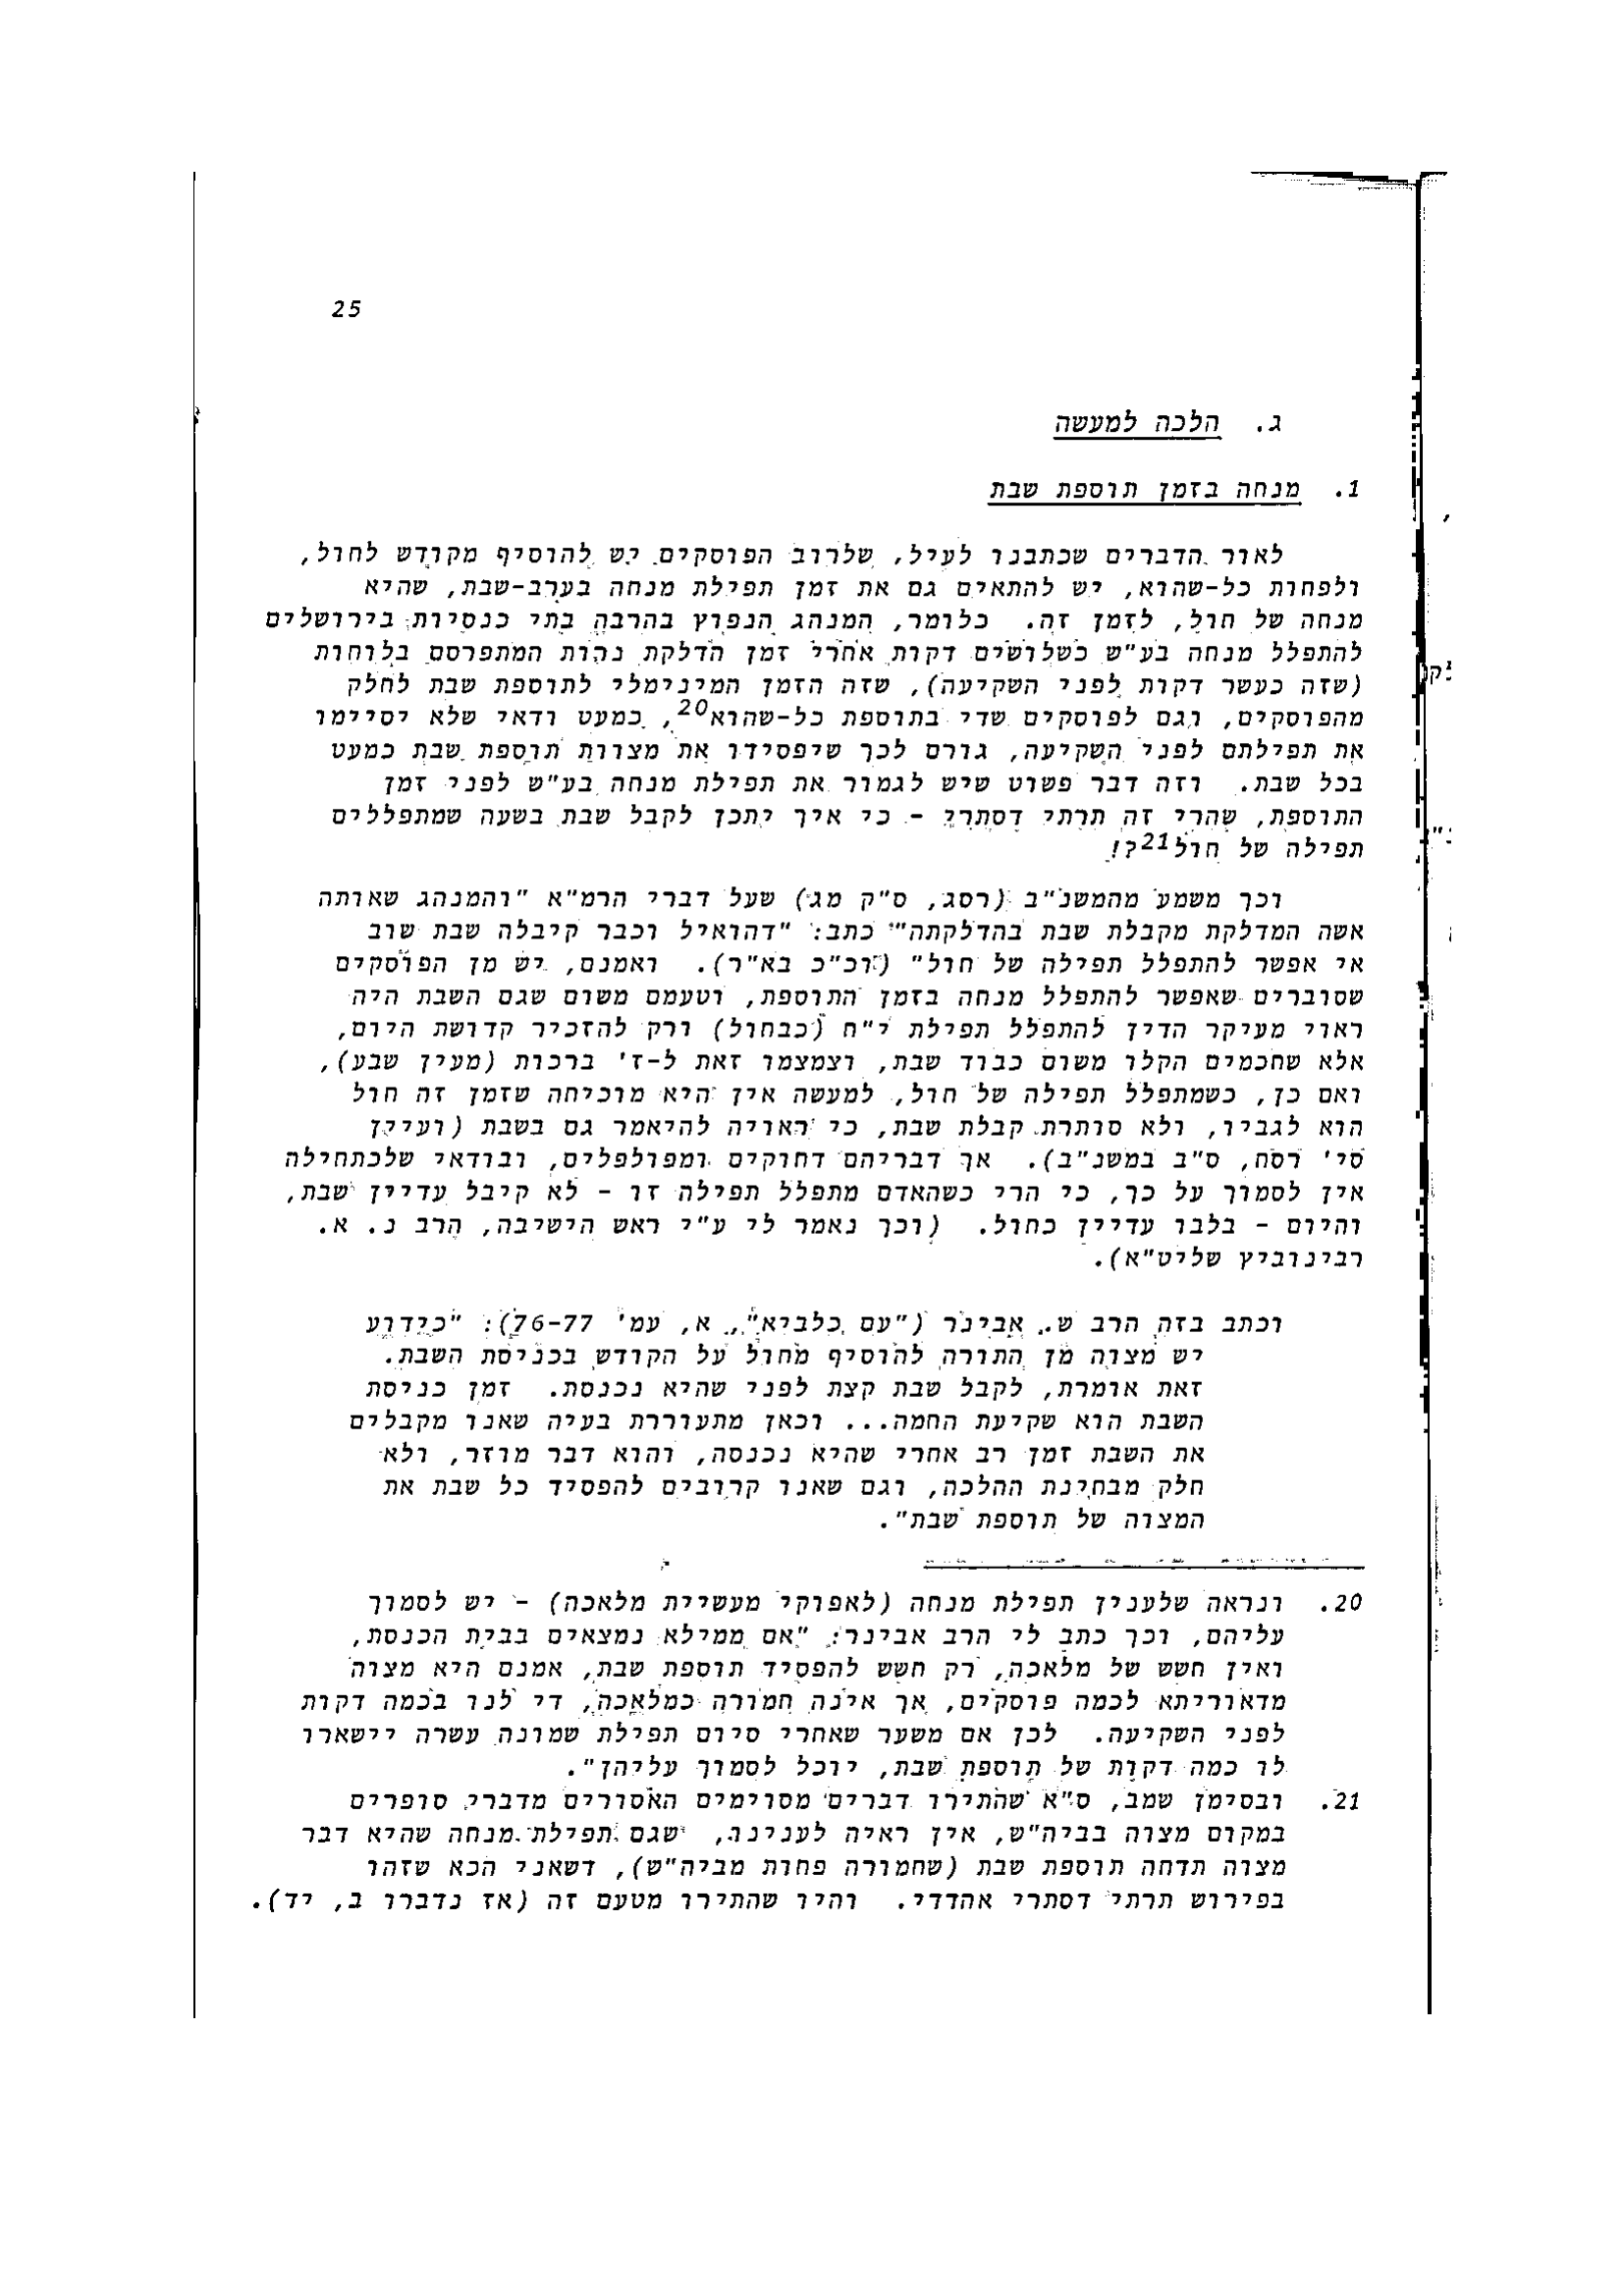 25
ג. הלכה למעשה
1. מנחה בזמן תוספת שבת
לאור הדברים שכתבנו לעיל, שלרוב הפוסקים יש להוסיף מקודש לחול,
ולפחות כל-שהוא, יש להתאים גם את זמן תפילת מנחה בערב-שבת, שהיא
מנחה של חול, לזמן זה. כלומר, המנהג הנפוץ בהרבה בתי כנסיות בירושלים
להתפלל מנחה בע"ש כשלושים דקות אחרי זמן הדלקת נרות המתפרסם בלוחות
(שזה כעשר דקות לפני השקיעה), שזה הזמן המינימלי לתוספת שבת לחלק
מהפוסקים, וגם לפוסקים שדי בתוספת כל-שהוא20, כמעט ודאי שלא יסיימו
את תפילתם לפני השקיעה, גורם לכך שיפסידו את מצוות תוספת שבת כמעט
בכל שבת. וזה דבר פשוט שיש לגמור את תפילת מנחה בע"ש לפני זמן
התוספת, שהרי זה תרתי דסתרי - כי איך יתכן לקבל שבת בשעה שמתפללים
תפילה של חול21?!
וכך משמע מהמשנ"ב (רסג, ס"ק מג) שעל דברי הרמ"א "והמנהג שאותה
אשה המדלקת מקבלת שבת בהדלקתה" כתב: "דהואיל וכבר קיבלה שבת שוב
אי אפשר להתפלל תפילה של חול" (וכ"כ בא"ר). ואמנם, יש מן הפוסקים
שסוברים שאפשר להתפלל מנחה בזמן התוספת, וטעמם משום שגם השבת היה
ראוי מעיקר הדין להתפלל תפילת י"ח (כבחול) ורק להזכיר קדושת היום,
אלא שחכמים הקלו משום כבוד שבת, וצמצמו זאת ל-ז' ברכות (מעין שבע),
ואם כן, כשמתפלל תפילה של חול, למעשה אין היא מוכיחה שזמן זה חול
הוא לגביו, ולא סותרת קבלת שבת, כי ראויה להיאמר גם בשבת (ועיין
סי' רסח, ס"ב במשנ"ב). אך דבריהם דחוקים ומפולפלים, ובודאי שלכתחילה
אין לסמוך על כך, כי הרי כשהאדם מתפלל תפילה זו - לא קיבל עדיין שבת,
והיום - בלבו עדיין כחול. (וכך נאמר לי ע"י ראש הישיבה, הרב נ. א.
רבינוביץ שליט"א).
וכתב בזה הרב ש. אבינר ("עם כלביא", א, עמ' 76-77): "כידוע
יש מצוה מן התורה להוסיף מחול על הקודש בכניסת השבת.
זאת אומרת, לקבל שבת קצת לפני שהיא נכנסת. זמן כניסת
השבת הוא שקיעת החמה... וכאן מתעוררת בעיה שאנו מקבלים
את השבת זמן רב אחרי שהיא נכנסה, והוא דבר מוזר, ולא
חלק מבחינת ההלכה, וגם שאנו קרובים להפסיד כל שבת את
המצוה של תוספת שבת".
20. ונראה שלענין תפילת מנחה (לאפוקי מעשיית מלאכה) - יש לסמוך
עליהם, וכך כתב לי הרב אבינר: "אם ממילא נמצאים בבית הכנסת,
ואין חשש של מלאכה, רק חשש להפסיד תוספת שבת, אמנם היא מצוה
מדאורייתא לכמה פוסקים, אך אינה חמורה כמלאכה, די לנו בכמה דקות
לפני השקיעה. לכן אם משער שאחרי סיום תפילת שמונה עשרה יישארו
לו כמה דקות של תוספת שבת, יוכל לסמוך עליהן".
21. ובסימן שמב, ס"א שהתירו דברים מסוימים האסורים מדברי סופרים
במקום מצוה בביה"ש, אין ראיה לענינו, שגם תפילת מנחה שהיא דבר
מצוה תדחה תוספת שבת (שחמורה פחות מביה"ש), דשאני הכא שזהו
בפירוש תרתי דסתרי אהדדי. והיו שהתירו מטעם זה (אז נדברו ב, יד).